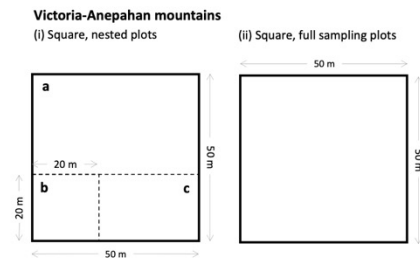 Victoria-Anepahan mountains
(i) Square, nested plots
(ii) Square, full sampling plots
50 m
a
50 m
50 m
20 m
b
c
20 m
50 m